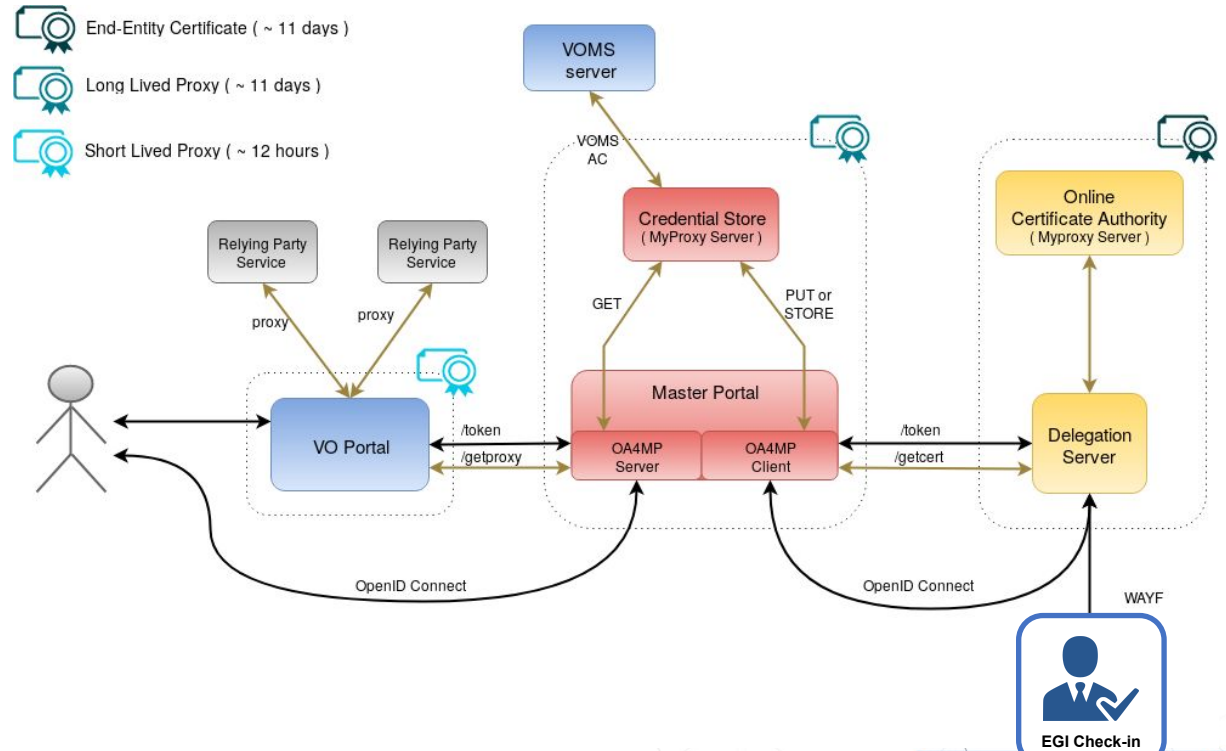 End-Entity Certificate ( ~ 11 days )
Long Lived Proxy ( ~ 11 days )
Short Lived Proxy ( ~ 12 hours )
VOMS
server
VOMS
AC
Credential Store
( MyProxy Server )
Online
Certificate Authority
( Myproxy Server )
Relying Party
Service
Relying Party
Service
proxy
proxy
GET
PUT or
STORE
Master Portal
VO Portal
/token
/getproxy
OA4MP
Server
OA4MP
Client
/token
/getcert
Delegation
Server
OpenID Connect
OpenID Connect
WAYF
EGI Check-in